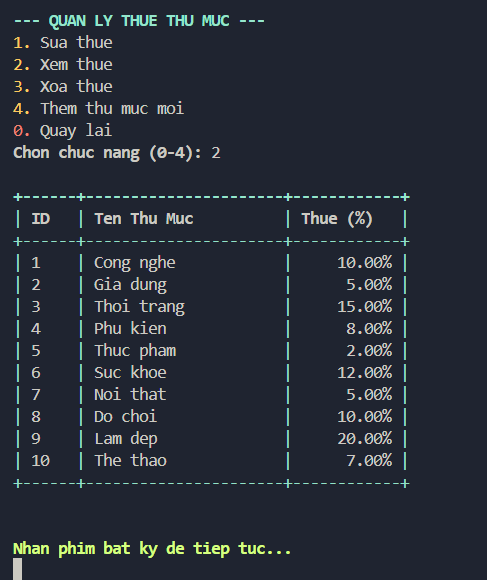 --- QUAN LY THUE THU MUC ---
1. Sua thue
2. Xem thue
3. Xoa thue
4. Them thu muc moi
0. Quay lai
Chon chuc nang (0-4): 2

+------+----------------------+------------+
| ID   | Ten Thu Muc          | Thue (%)   |
+------+----------------------+------------+
| 1    | Cong nghe            |     10.00% |
| 2    | Gia dung             |      5.00% |
| 3    | Thoi trang           |     15.00% |
| 4    | Phu kien             |      8.00% |
| 5    | Thuc pham            |      2.00% |
| 6    | Suc khoe             |     12.00% |
| 7    | Noi that             |      5.00% |
| 8    | Do choi              |     10.00% |
| 9    | Lam dep              |     20.00% |
| 10   | The thao             |      7.00% |
+------+----------------------+------------+

Nhan phim bat ky de tiep tuc...